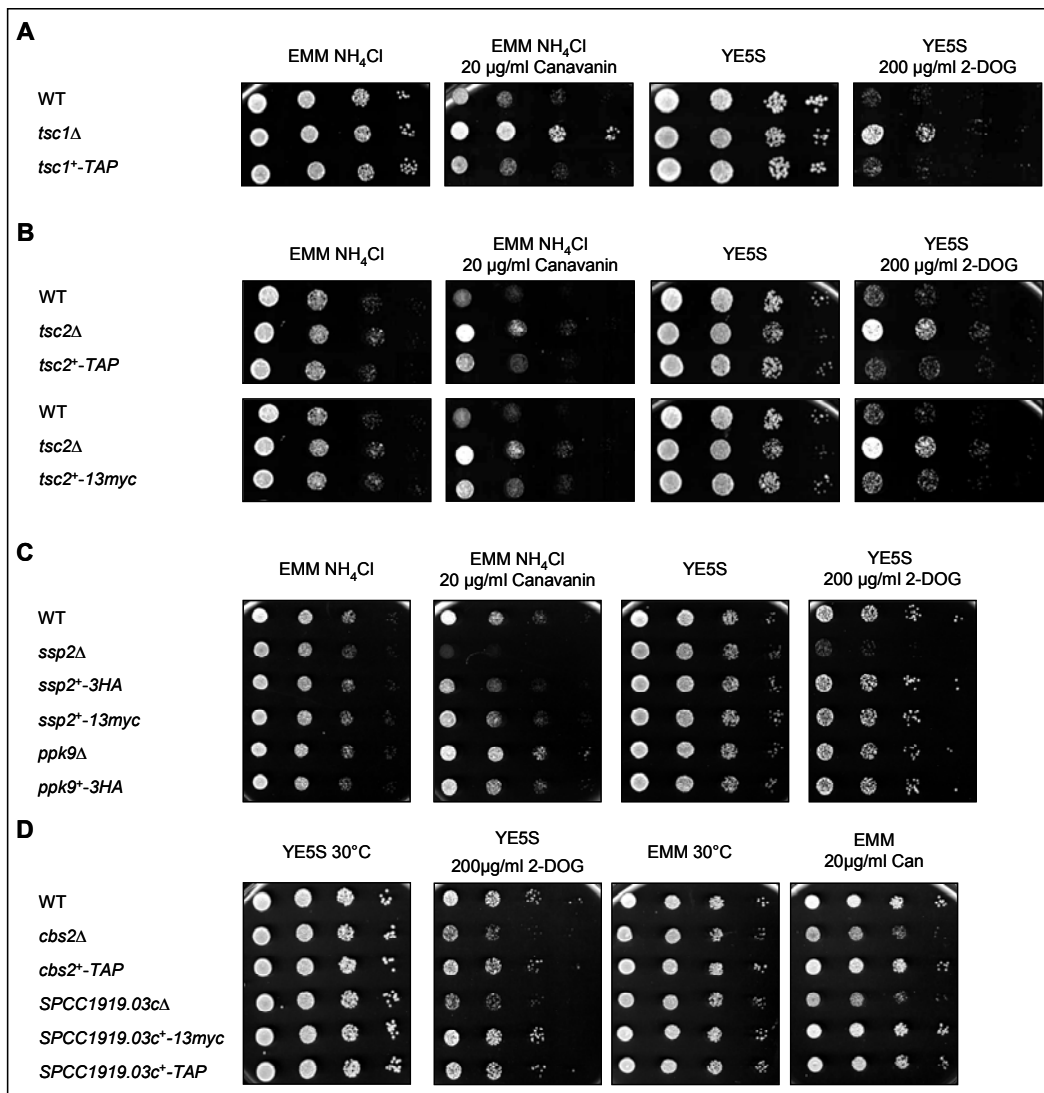 A
EMM NH₄Cl
EMM NH₄Cl
20 µg/ml Canavanin
YE5S
YE5S
200 µg/ml 2-DOG
WT
tsc1Δ
tsc1⁺-TAP
B
EMM NH₄Cl
EMM NH₄Cl
20 µg/ml Canavanin
YE5S
YE5S
200 µg/ml 2-DOG
WT
tsc2Δ
tsc2⁺-TAP
WT
tsc2Δ
tsc2⁺-13myc
C
EMM NH₄Cl
EMM NH₄Cl
20 µg/ml Canavanin
YE5S
YE5S
200 µg/ml 2-DOG
WT
ssp2Δ
ssp2⁺-3HA
ssp2⁺-13myc
ppk9Δ
ppk9⁺-3HA
D
YE5S 30°C
YE5S
200µg/ml 2-DOG
EMM 30°C
EMM
20µg/ml Can
WT
cbs2Δ
cbs2⁺-TAP
SPCC1919.03cΔ
SPCC1919.03c⁺-13myc
SPCC1919.03c⁺-TAP